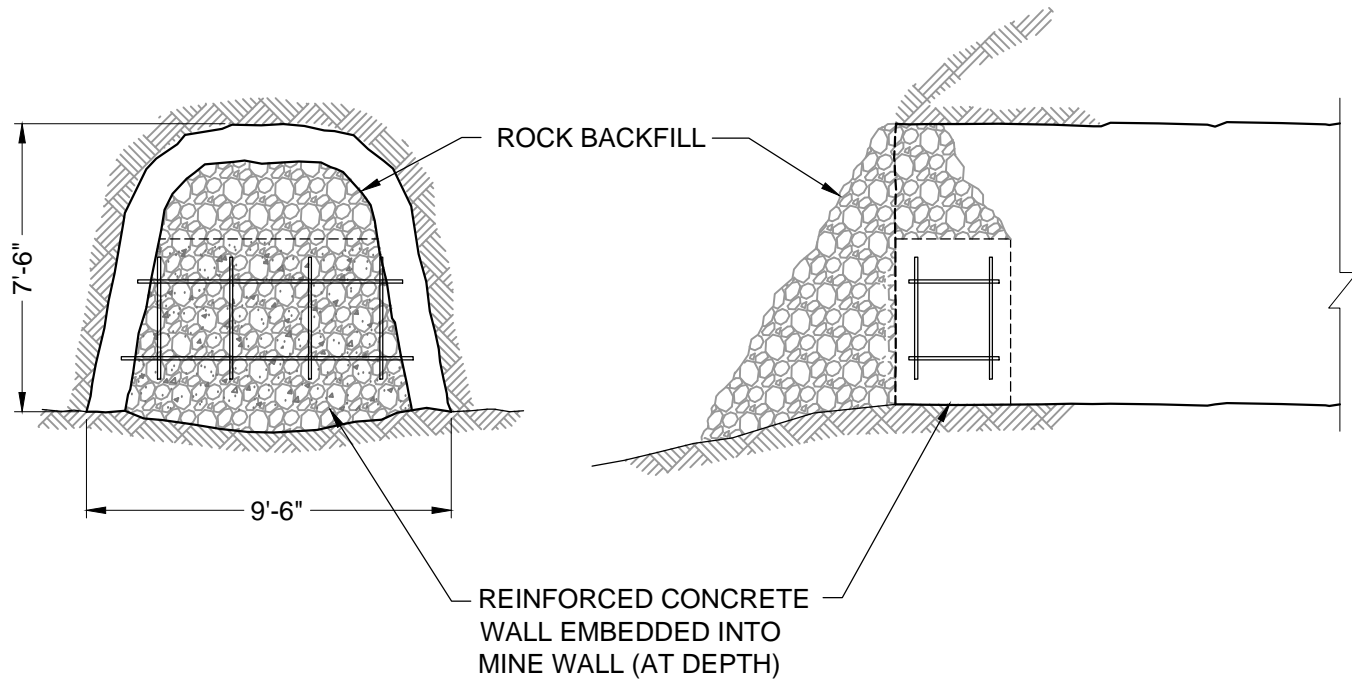 ROCK BACKFILL
7'-6"
9'-6"
REINFORCED CONCRETE
WALL EMBEDDED INTO
MINE WALL (AT DEPTH)